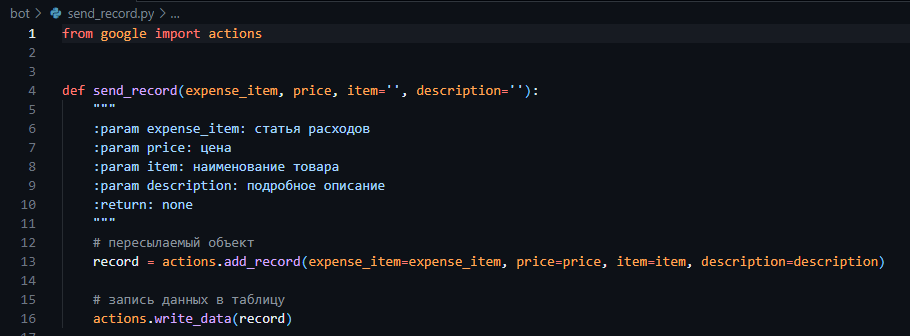 bot > send_record.py > ...
1 from google import actions
2
3
4 def send_record(expense_item, price, item='', description=''):
5     """
6     :param expense_item: статья расходов
7     :param price: цена
8     :param item: наименование товара
9     :param description: подробное описание
10     :return: none
11     """
12     # пересылаемый объект
13     record = actions.add_record(expense_item=expense_item, price=price, item=item, description=description)
14
15     # запись данных в таблицу
16     actions.write_data(record)
17